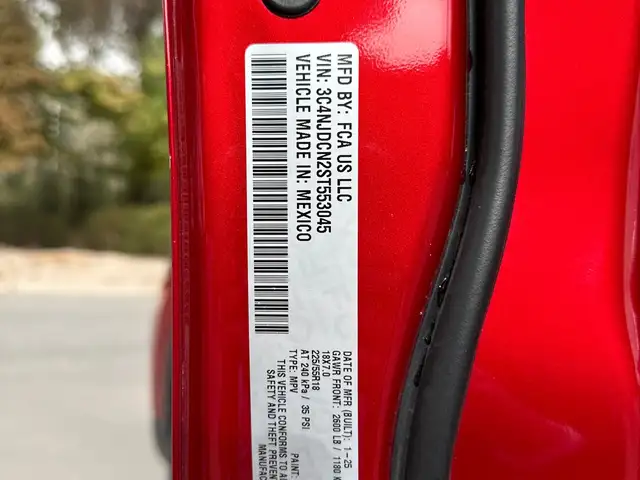 MFD BY: FCA US LLC
VIN: 3C4NJDCN2ST553045
VEHICLE MADE IN: MEXICO
DATE OF MFR (BUILT): 1-25
GAWR FRONT: 2600 LB / 1180 K
18X7.0
225/55R18
AT 240 kPa / 35 PSI
TYPE: MPV
PAINT:
THIS VEHICLE CONFORMS TO A
SAFETY AND THEFT PREVEN
MANUFAC